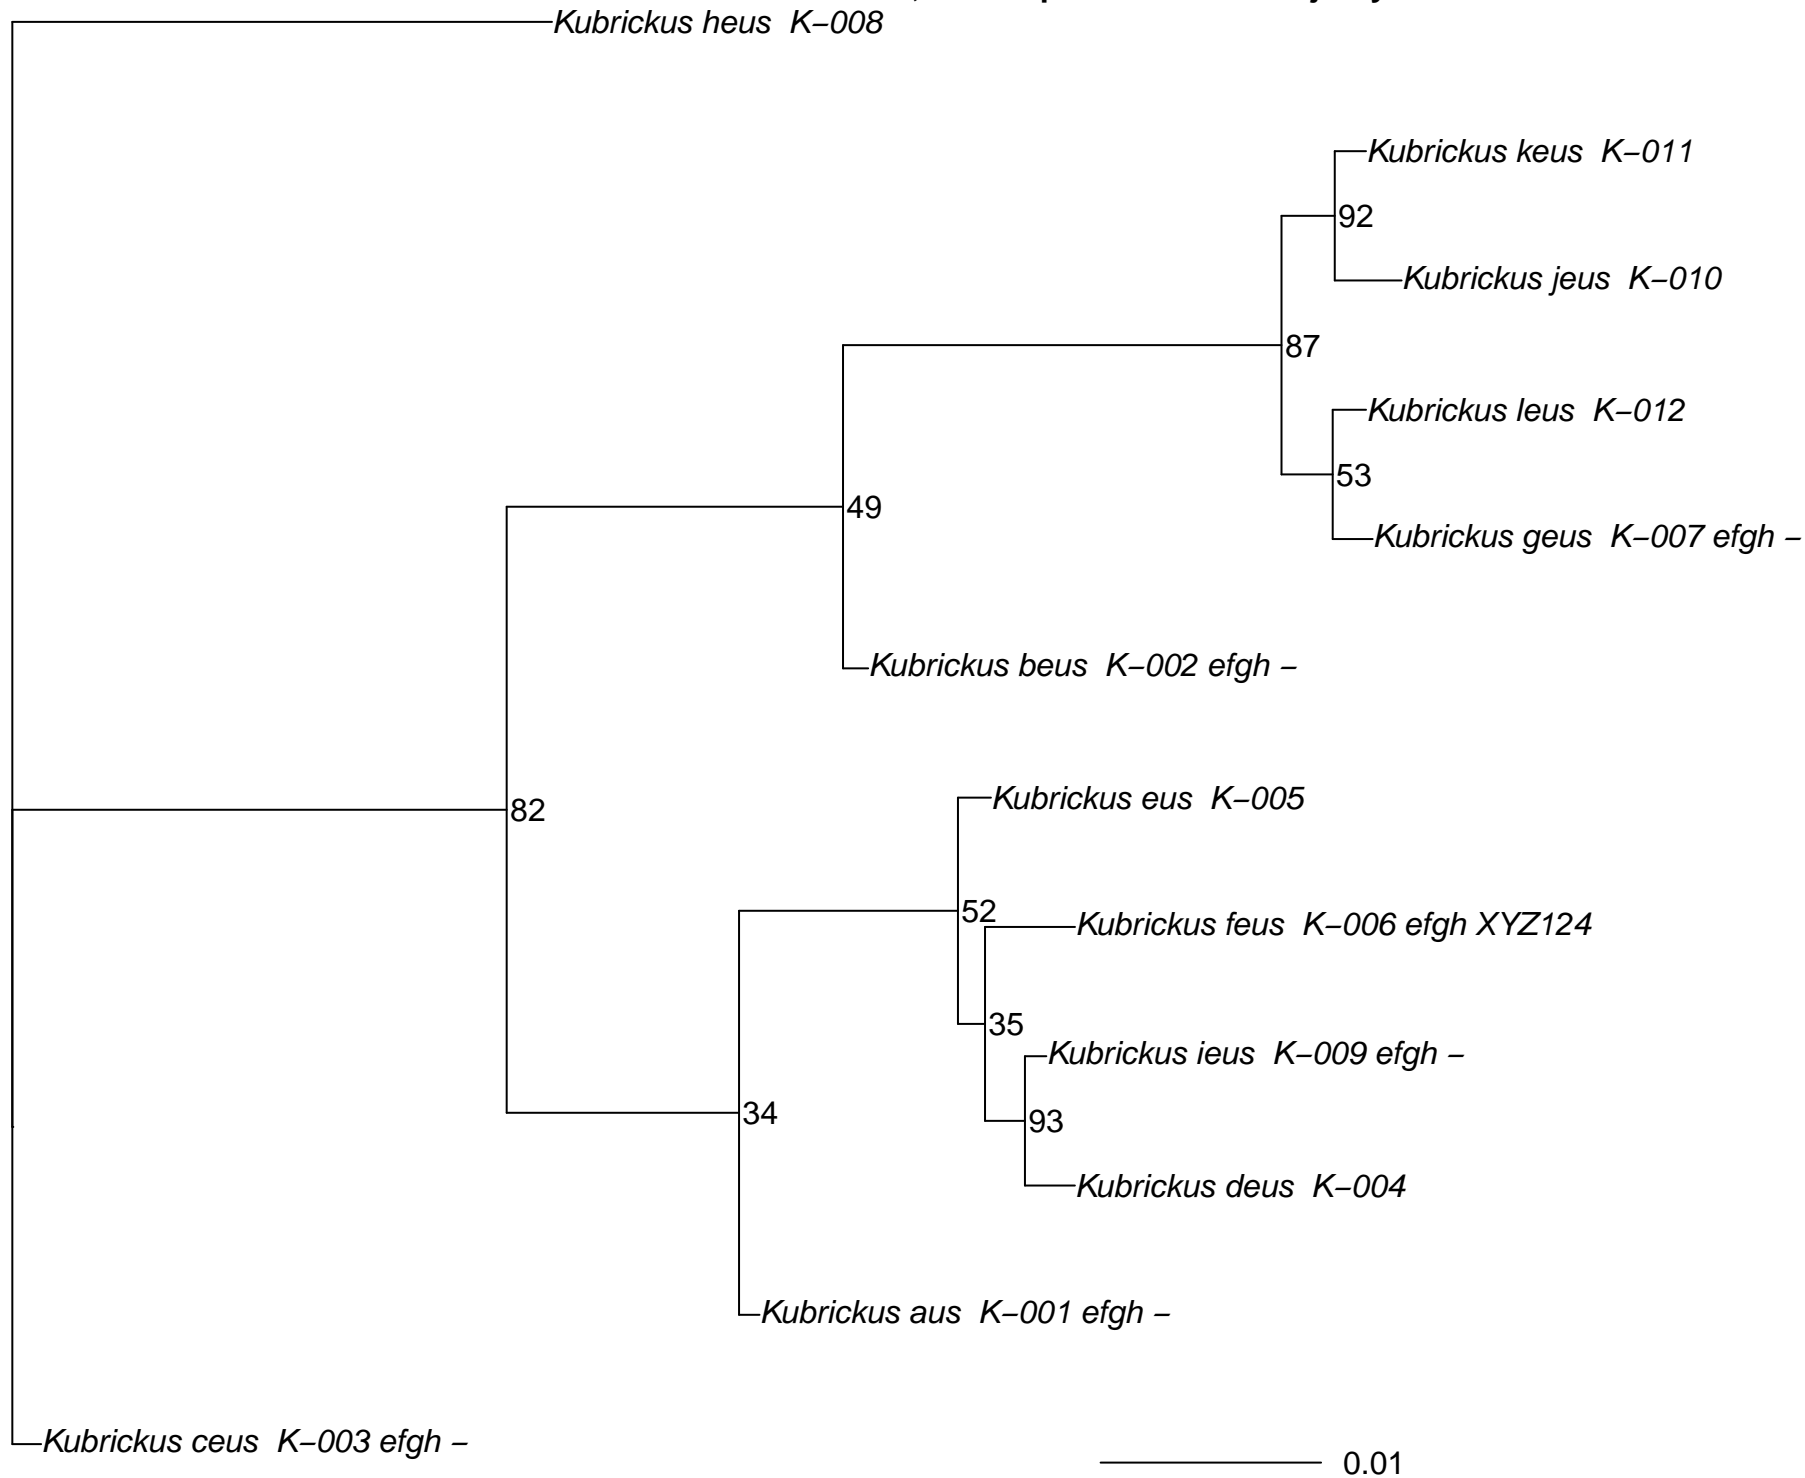 Kubrickus heus K−008
Kubrickus keus K−011
92
Kubrickus jeus K−010
87
Kubrickus leus K−012
53
49
Kubrickus geus K−007 efgh −
Kubrickus beus K−002 efgh −
82
Kubrickus eus K−005
52
Kubrickus feus K−006 efgh XYZ124
35
Kubrickus ieus K−009 efgh −
34
93
Kubrickus deus K−004
Kubrickus aus K−001 efgh −
Kubrickus ceus K−003 efgh −
0.01